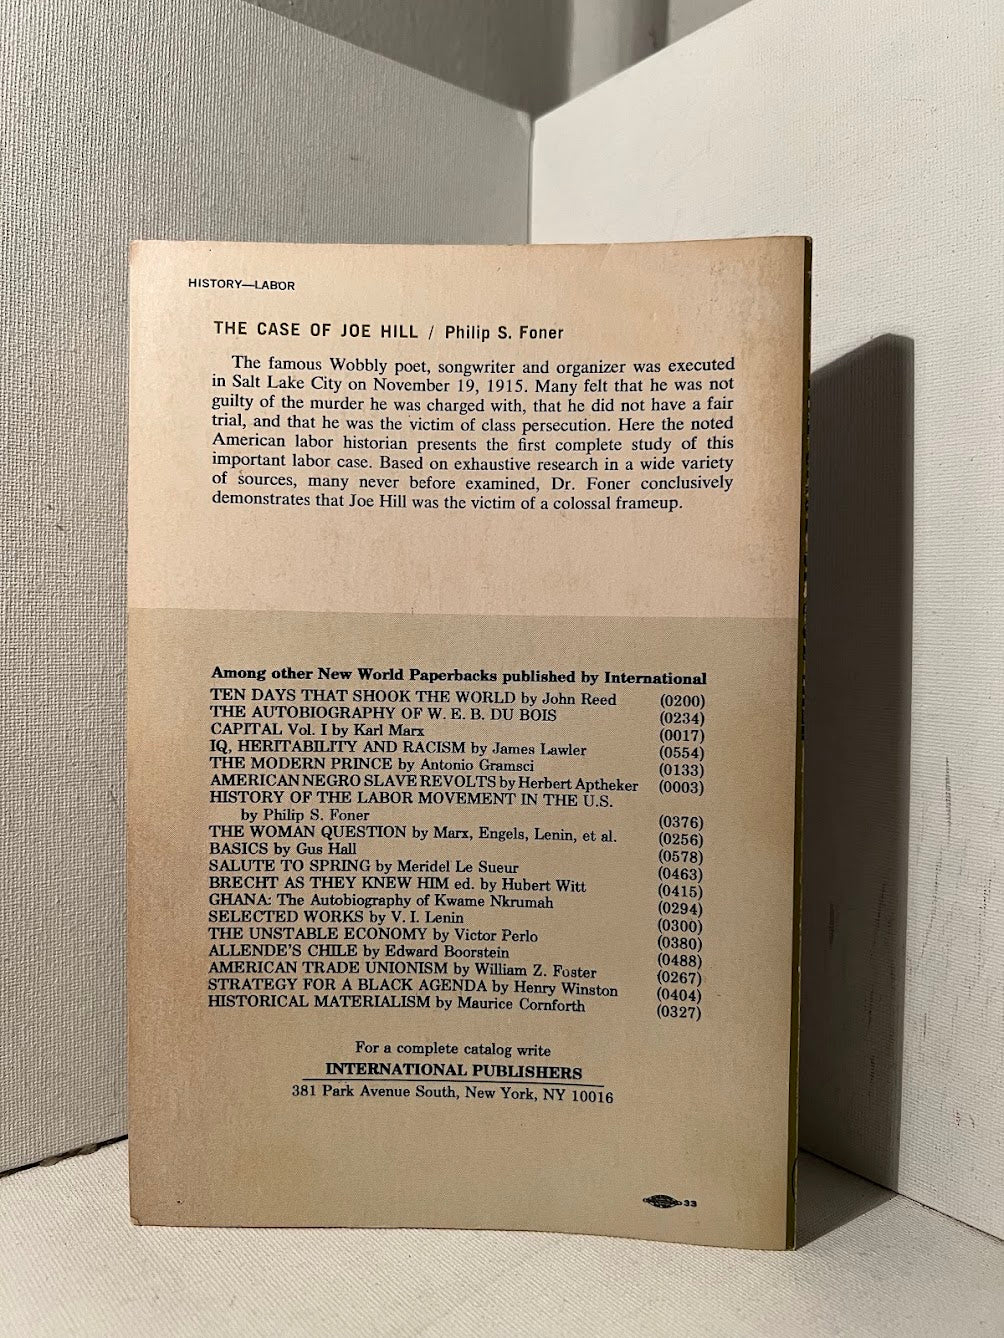 HISTORY—LABOR
THE CASE OF JOE HILL / Philip S. Foner
The famous Wobbly poet, songwriter and organizer was executed
in Salt Lake City on November 19, 1915. Many felt that he was not
guilty of the murder he was charged with, that he did not have a fair
trial, and that he was the victim of class persecution. Here the noted
American labor historian presents the first complete study of this
important labor case. Based on exhaustive research in a wide variety
of sources, many never before examined, Dr. Foner conclusively
demonstrates that Joe Hill was the victim of a colossal frameup.
Among other New World Paperbacks published by International
TEN DAYS THAT SHOOK THE WORLD by John Reed (0200)
THE AUTOBIOGRAPHY OF W. E. B. DU BOIS (0234)
CAPITAL Vol. I by Karl Marx (0017)
IQ, HERITABILITY AND RACISM by James Lawler (0554)
THE MODERN PRINCE by Antonio Gramsci (0133)
AMERICAN NEGRO SLAVE REVOLTS by Herbert Aptheker (0003)
HISTORY OF THE LABOR MOVEMENT IN THE U.S.
by Philip S. Foner (0376)
THE WOMAN QUESTION by Marx, Engels, Lenin, et al. (0256)
BASICS by Gus Hall (0578)
SALUTE TO SPRING by Meridel Le Sueur (0463)
BRECHT AS THEY KNEW HIM ed. by Hubert Witt (0415)
GHANA: The Autobiography of Kwame Nkrumah (0294)
SELECTED WORKS by V. I. Lenin (0300)
THE UNSTABLE ECONOMY by Victor Perlo (0380)
ALLENDE'S CHILE by Edward Boorstein (0488)
AMERICAN TRADE UNIONISM by William Z. Foster (0267)
STRATEGY FOR A BLACK AGENDA by Henry Winston (0404)
HISTORICAL MATERIALISM by Maurice Cornforth (0327)
For a complete catalog write
INTERNATIONAL PUBLISHERS
381 Park Avenue South, New York, NY 10016
33